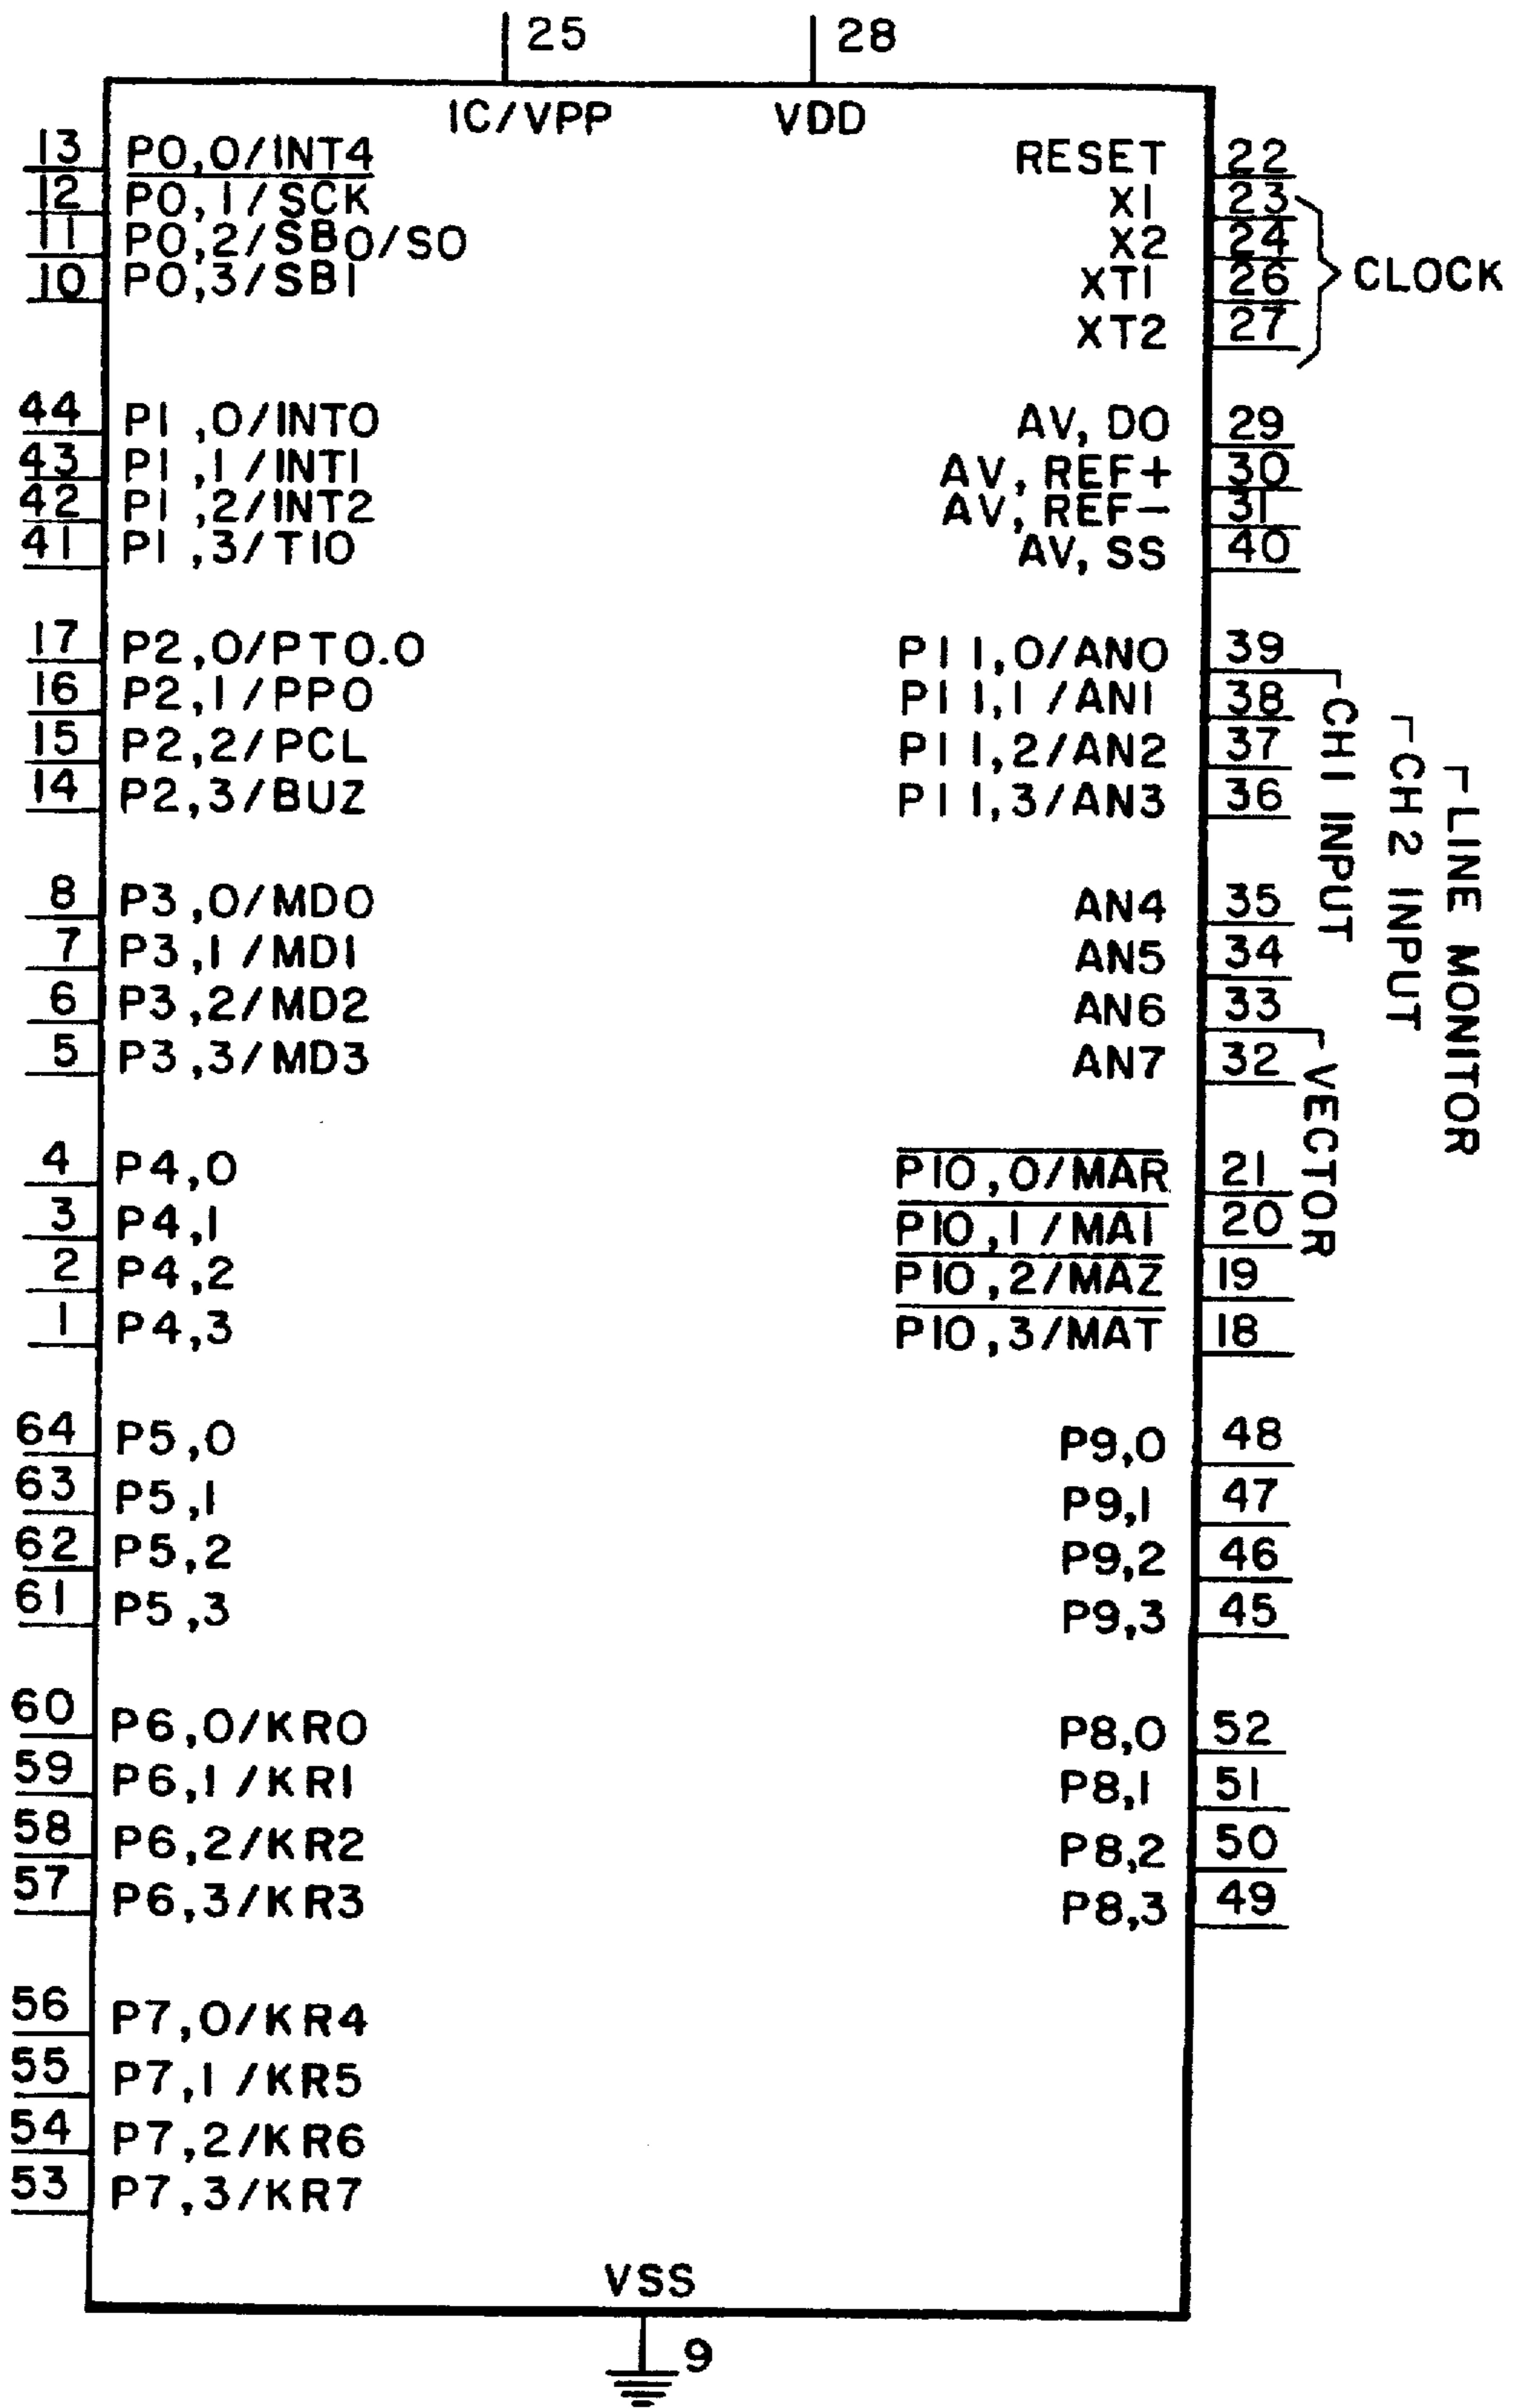 25 28
IC/VPP VDD
13 P0,0/INT4
12 P0,1/SCK
11 P0,2/SB0/SO
10 P0,3/SB1
44 P1,0/INT0
43 P1,1/INT1
42 P1,2/INT2
41 P1,3/TI0
17 P2,0/PTO.0
16 P2,1/PPO
15 P2,2/PCL
14 P2,3/BUZ
8 P3,0/MD0
7 P3,1/MD1
6 P3,2/MD2
5 P3,3/MD3
4 P4,0
3 P4,1
2 P4,2
1 P4,3
64 P5,0
63 P5,1
62 P5,2
61 P5,3
60 P6,0/KR0
59 P6,1/KR1
58 P6,2/KR2
57 P6,3/KR3
56 P7,0/KR4
55 P7,1/KR5
54 P7,2/KR6
53 P7,3/KR7
RESET 22
X1 23
X2 24
XT1 26
XT2 27
CLOCK
AV, DO 29
AV, REF+ 30
AV, REF− 31
AV, SS 40
P11,0/AN0 39
P11,1/AN1 38
P11,2/AN2 37
P11,3/AN3 36
AN4 35
AN5 34
AN6 33
AN7 32
CH1 INPUT
CH2 INPUT
LINE MONITOR
VECTOR
P10,0/MAR 21
P10,1/MAI 20
P10,2/MAZ 19
P10,3/MAT 18
P9,0 48
P9,1 47
P9,2 46
P9,3 45
P8,0 52
P8,1 51
P8,2 50
P8,3 49
VSS
9